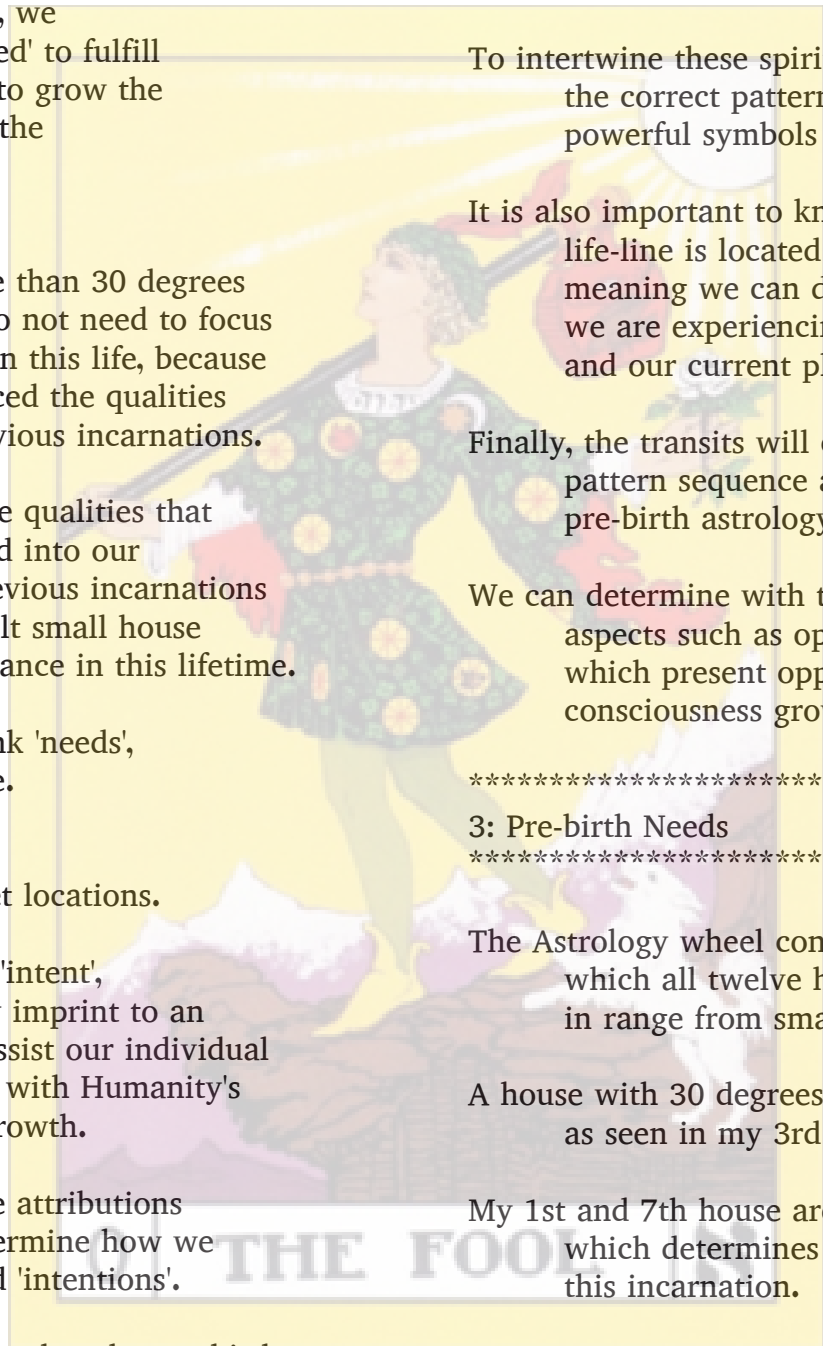 , we
ed' to fulfill
to grow the
the
e than 30 degrees
o not need to focus
n this life, because
ced the qualities
vious incarnations.
e qualities that
d into our
evious incarnations
lt small house
ance in this lifetime.
nk 'needs',
e.
et locations.
'intent',
y imprint to an
ssist our individual
with Humanity's
rowth.
e attributions
ermine how we
d 'intentions'.
To intertwine these spiri
the correct pattern
powerful symbols
It is also important to kn
life-line is located
meaning we can d
we are experiencin
and our current pl
Finally, the transits will
pattern sequence a
pre-birth astrology
We can determine with t
aspects such as op
which present opp
consciousness grow
**********************
3: Pre-birth Needs
**********************
The Astrology wheel con
which all twelve h
in range from sma
A house with 30 degrees
as seen in my 3rd
My 1st and 7th house are
which determines
this incarnation.
0 THE FOOL